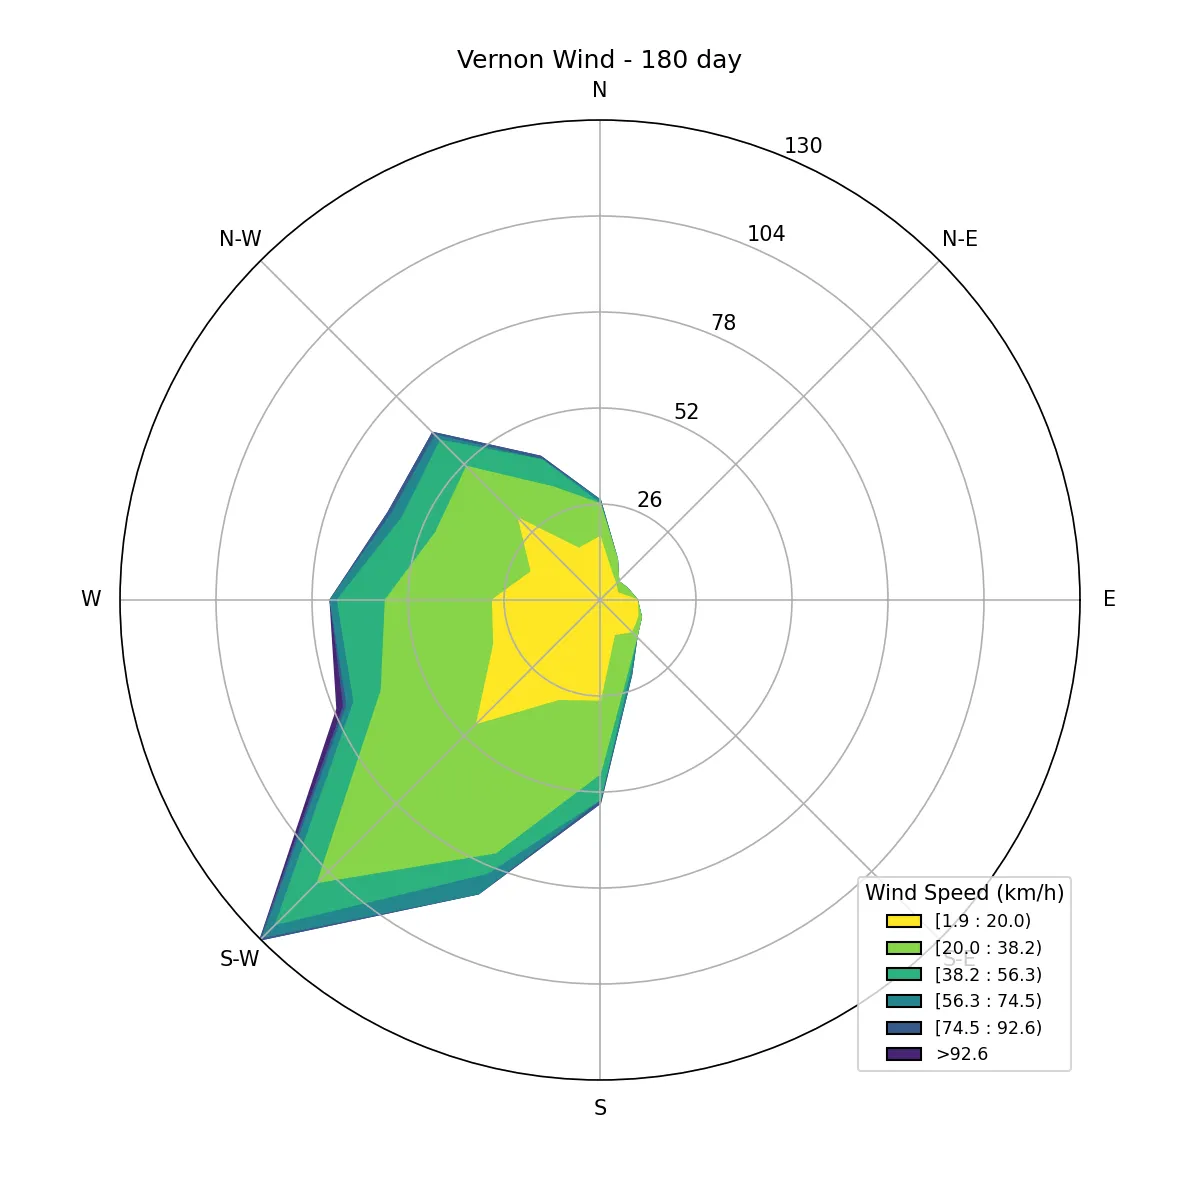 Vernon Wind - 180 day
N
130
N-W
104
N-E
78
52
26
W
E
S-W
S-E
S
Wind Speed (km/h)
[1.9 : 20.0)
[20.0 : 38.2)
[38.2 : 56.3)
[56.3 : 74.5)
[74.5 : 92.6)
>92.6